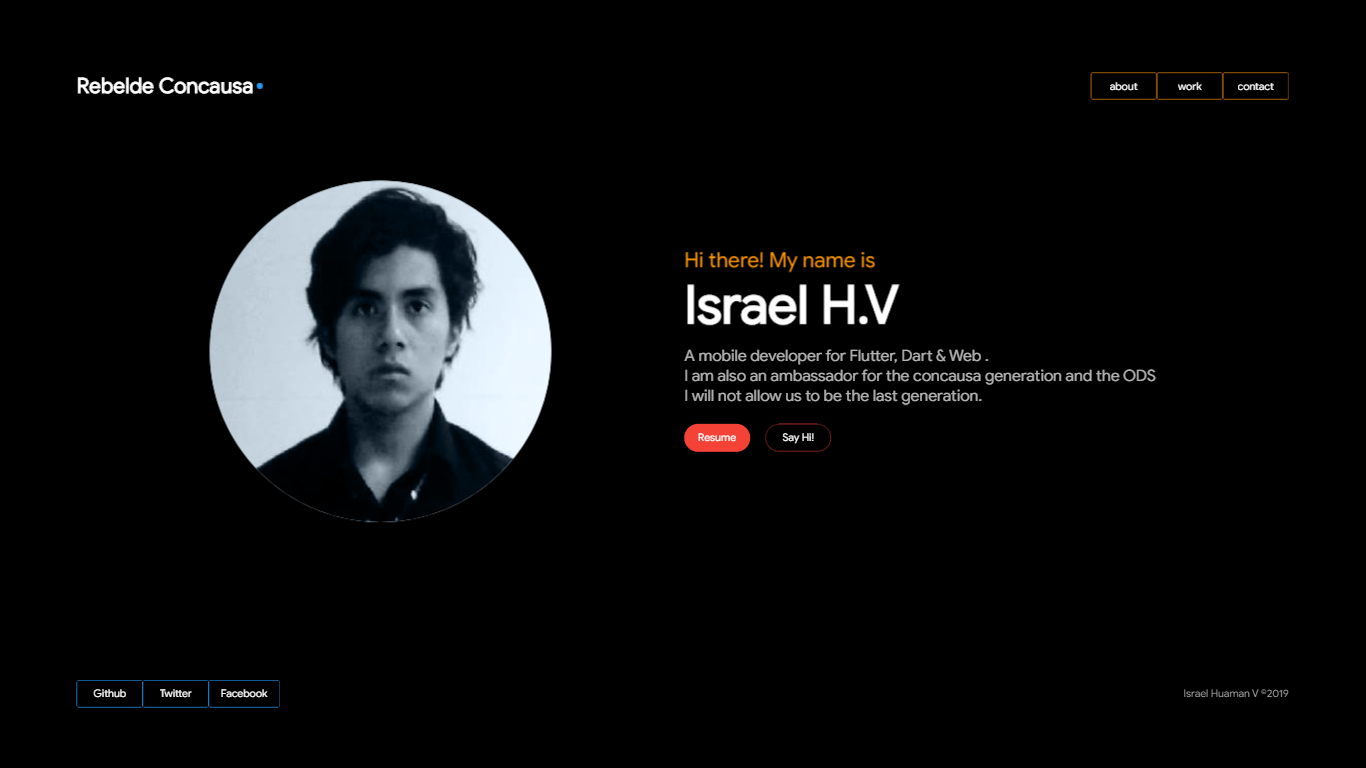 Rebelde Concausa
about work contact
Hi there! My name is
Israel H.V
A mobile developer for Flutter, Dart & Web .
I am also an ambassador for the concausa generation and the ODS
I will not allow us to be the last generation.
Resume Say Hi!
Github Twitter Facebook
Israel Huaman V ©2019